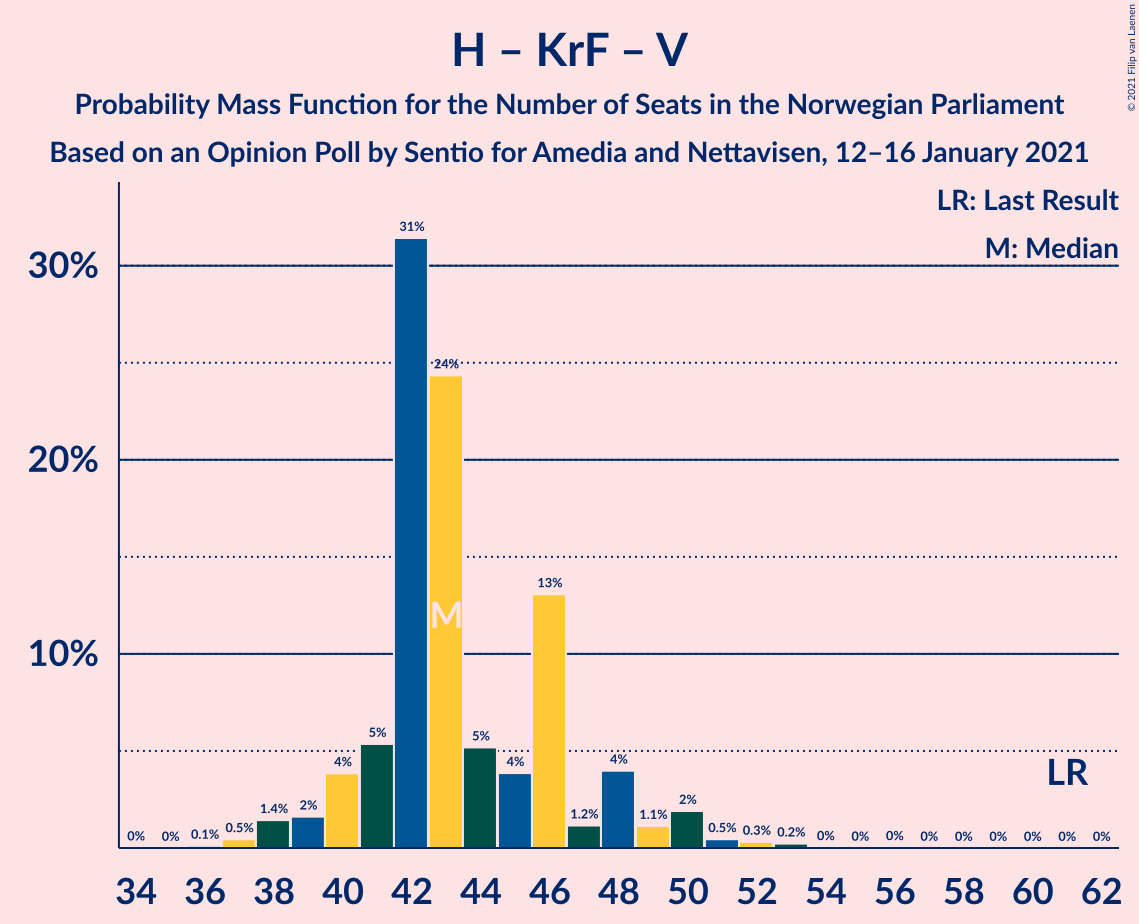 © 2021 Filip van Laenen
H – KrF – V
Probability Mass Function for the Number of Seats in the Norwegian Parliament
Based on an Opinion Poll by Sentio for Amedia and Nettavisen, 12–16 January 2021
LR: Last Result
M: Median
30%
20%
10%
0% 0% 0.1% 0.5% 1.4% 2% 4% 5% 31% 24% 5% 4% 13% 1.2% 4% 1.1% 2% 0.5% 0.3% 0.2% 0% 0% 0% 0% 0% 0% 0% 0% 0%
M
LR
34 36 38 40 42 44 46 48 50 52 54 56 58 60 62